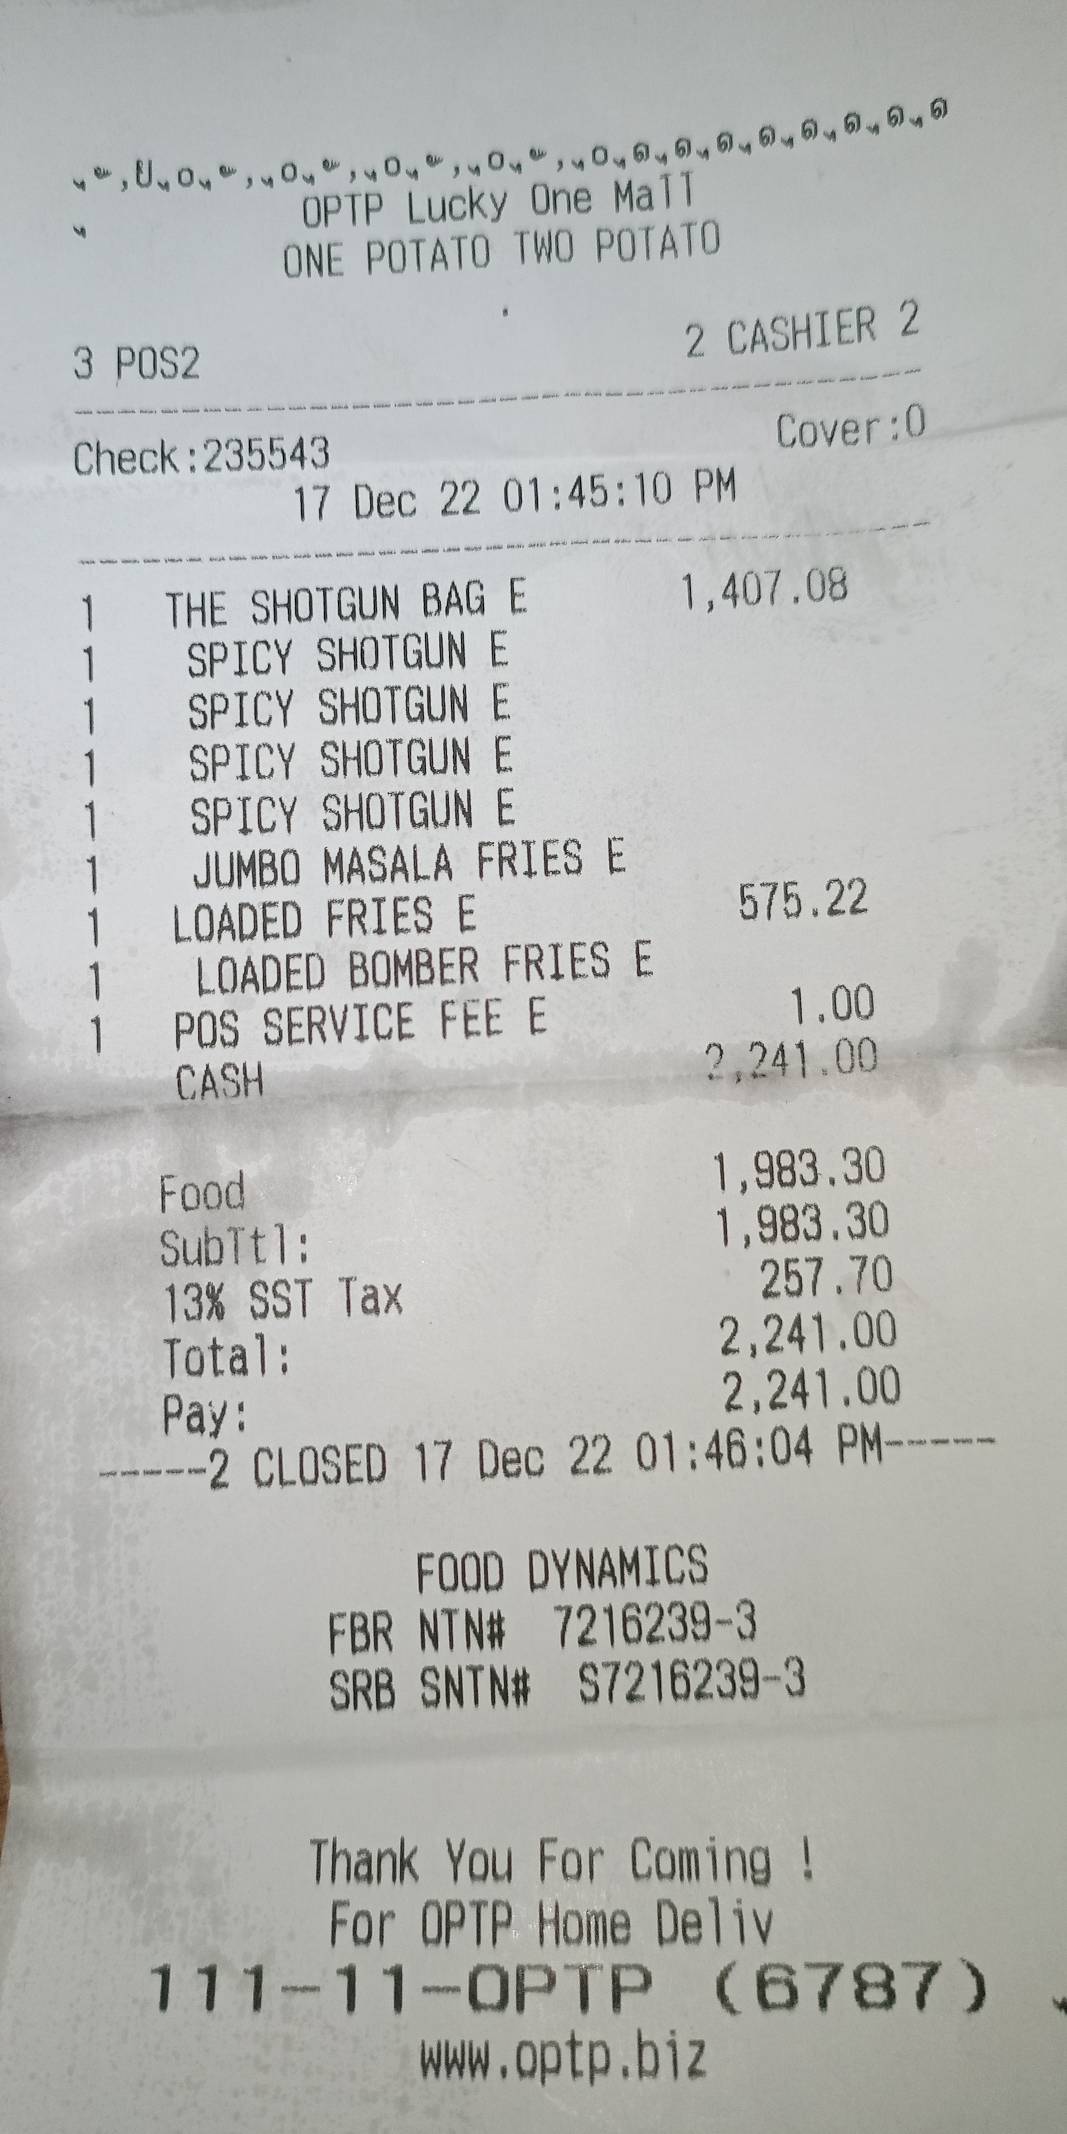 OPTP Lucky One Mall
ONE POTATO TWO POTATO
3 POS2 2 CASHIER 2
Check:235543 Cover:0
17 Dec 22 01:45:10 PM
1 THE SHOTGUN BAG E 1,407.08
1 SPICY SHOTGUN E
1 SPICY SHOTGUN E
1 SPICY SHOTGUN E
1 SPICY SHOTGUN E
1 JUMBO MASALA FRIES E
1 LOADED FRIES E 575.22
1 LOADED BOMBER FRIES E
1 POS SERVICE FEE E 1.00
CASH 2,241.00
Food 1,983.30
SubTtl: 1,983.30
13% SST Tax 257.70
Total: 2,241.00
Pay: 2,241.00
-----2 CLOSED 17 Dec 22 01:46:04 PM-----
FOOD DYNAMICS
FBR NTN# 7216239-3
SRB SNTN# S7216239-3
Thank You For Coming !
For OPTP Home Deliv
111-11-OPTP (6787)
www.optp.biz